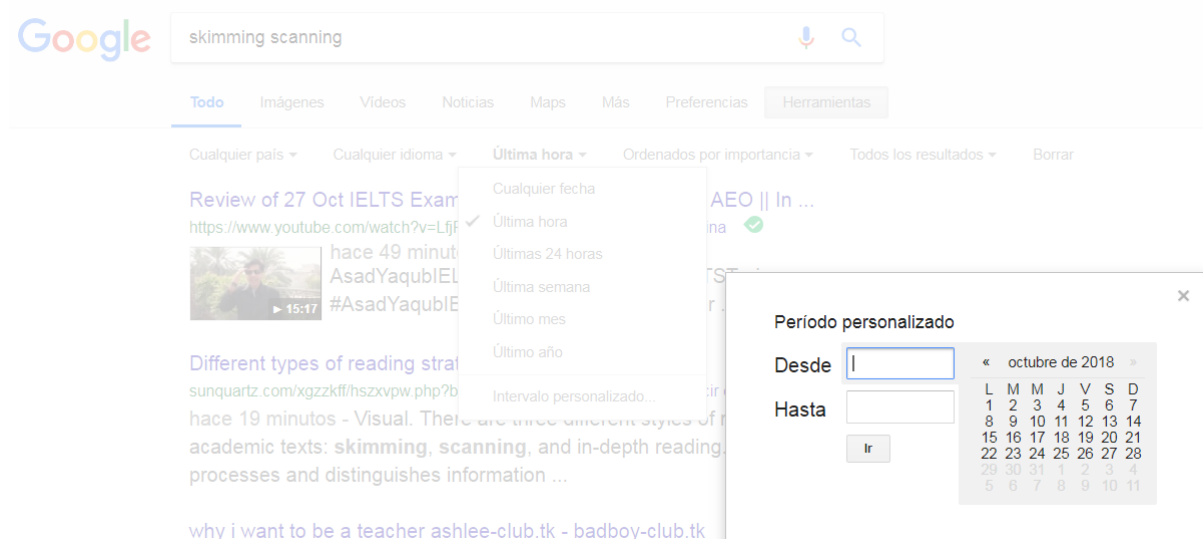 Google
skimming scanning
Todo Imágenes Vídeos Noticias Maps Más Preferencias Herramientas
Cualquier país Cualquier idioma Última hora Ordenados por importancia Todos los resultados Borrar
Cualquier fecha
Última hora
Últimas 24 horas
Última semana
Último mes
Último año
Intervalo personalizado...
Review of 27 Oct IELTS Exam AEO || In ...
https://www.youtube.com/watch?v=
hace 49
AsadYaqubIEL
15:17
#AsadYaqubIE
Different types of reading
sunquartz.com/xgzzkff/hszxvpw.php?b
hace 19 minutos - Visual. There are three different styles of
academic texts: skimming, scanning, and in-depth reading.
processes and distinguishes information ...
why i want to be a teacher ashlee-club.tk - badboy-club.tk
×
Período personalizado
Desde
Hasta
Ir
« octubre de 2018 »
L M M J V S D
1 2 3 4 5 6 7
8 9 10 11 12 13 14
15 16 17 18 19 20 21
22 23 24 25 26 27 28
29 30 31 1 2 3 4
5 6 7 8 9 10 11